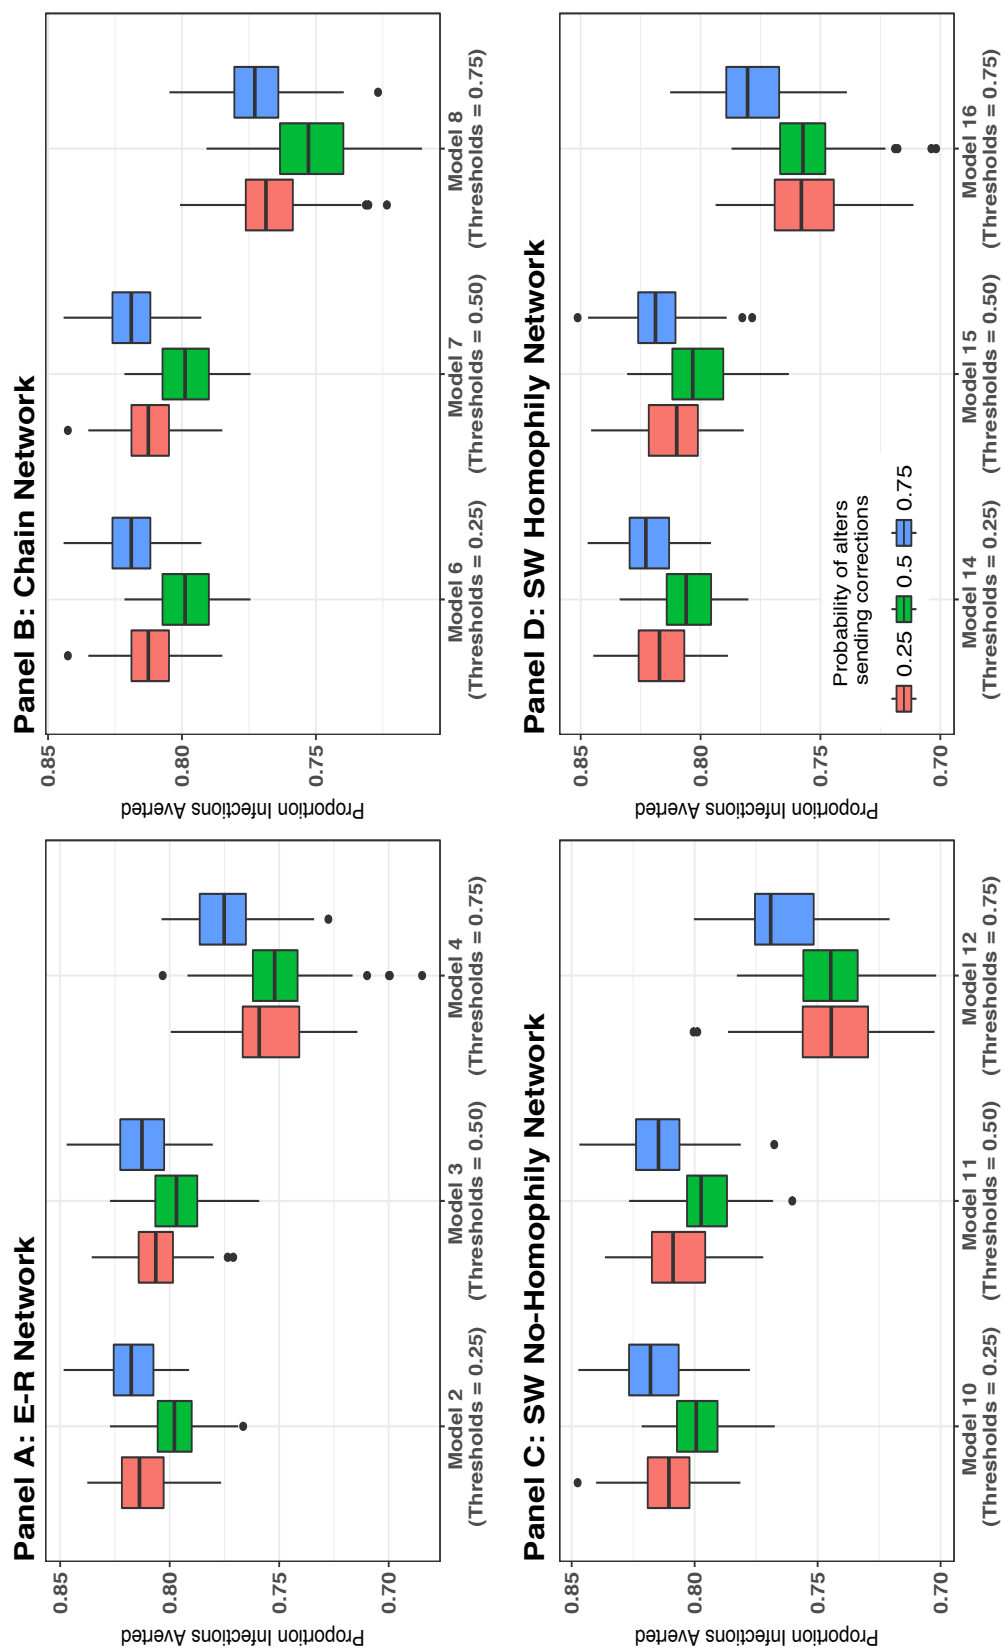 Panel A: E-R Network
Proportion Infections Averted
0.85
0.80
0.75
0.70
Model 2
(Thresholds = 0.25)
Model 3
(Thresholds = 0.50)
Model 4
(Thresholds = 0.75)
Panel B: Chain Network
Proportion Infections Averted
0.85
0.80
0.75
Model 6
(Thresholds = 0.25)
Model 7
(Thresholds = 0.50)
Model 8
(Thresholds = 0.75)
Panel C: SW No-Homophily Network
Proportion Infections Averted
0.85
0.80
0.75
0.70
Model 10
(Thresholds = 0.25)
Model 11
(Thresholds = 0.50)
Model 12
(Thresholds = 0.75)
Panel D: SW Homophily Network
Proportion Infections Averted
0.85
0.80
0.75
0.70
Probability of alters
sending corrections
0.25 0.5 0.75
Model 14
(Thresholds = 0.25)
Model 15
(Thresholds = 0.50)
Model 16
(Thresholds = 0.75)